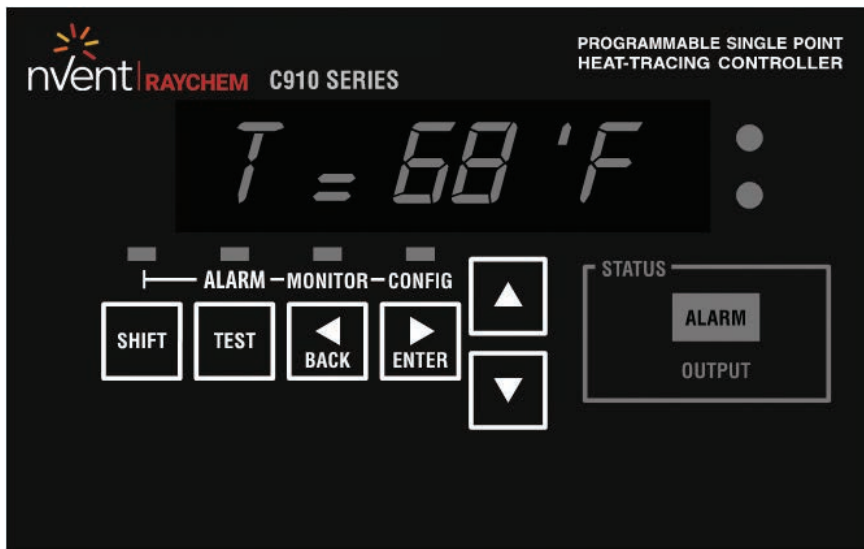 nvent RAYCHEM C910 SERIES
PROGRAMMABLE SINGLE POINT
HEAT-TRACING CONTROLLER
T = 68 'F
ALARM MONITOR CONFIG
SHIFT
TEST
BACK
ENTER
STATUS
ALARM
OUTPUT